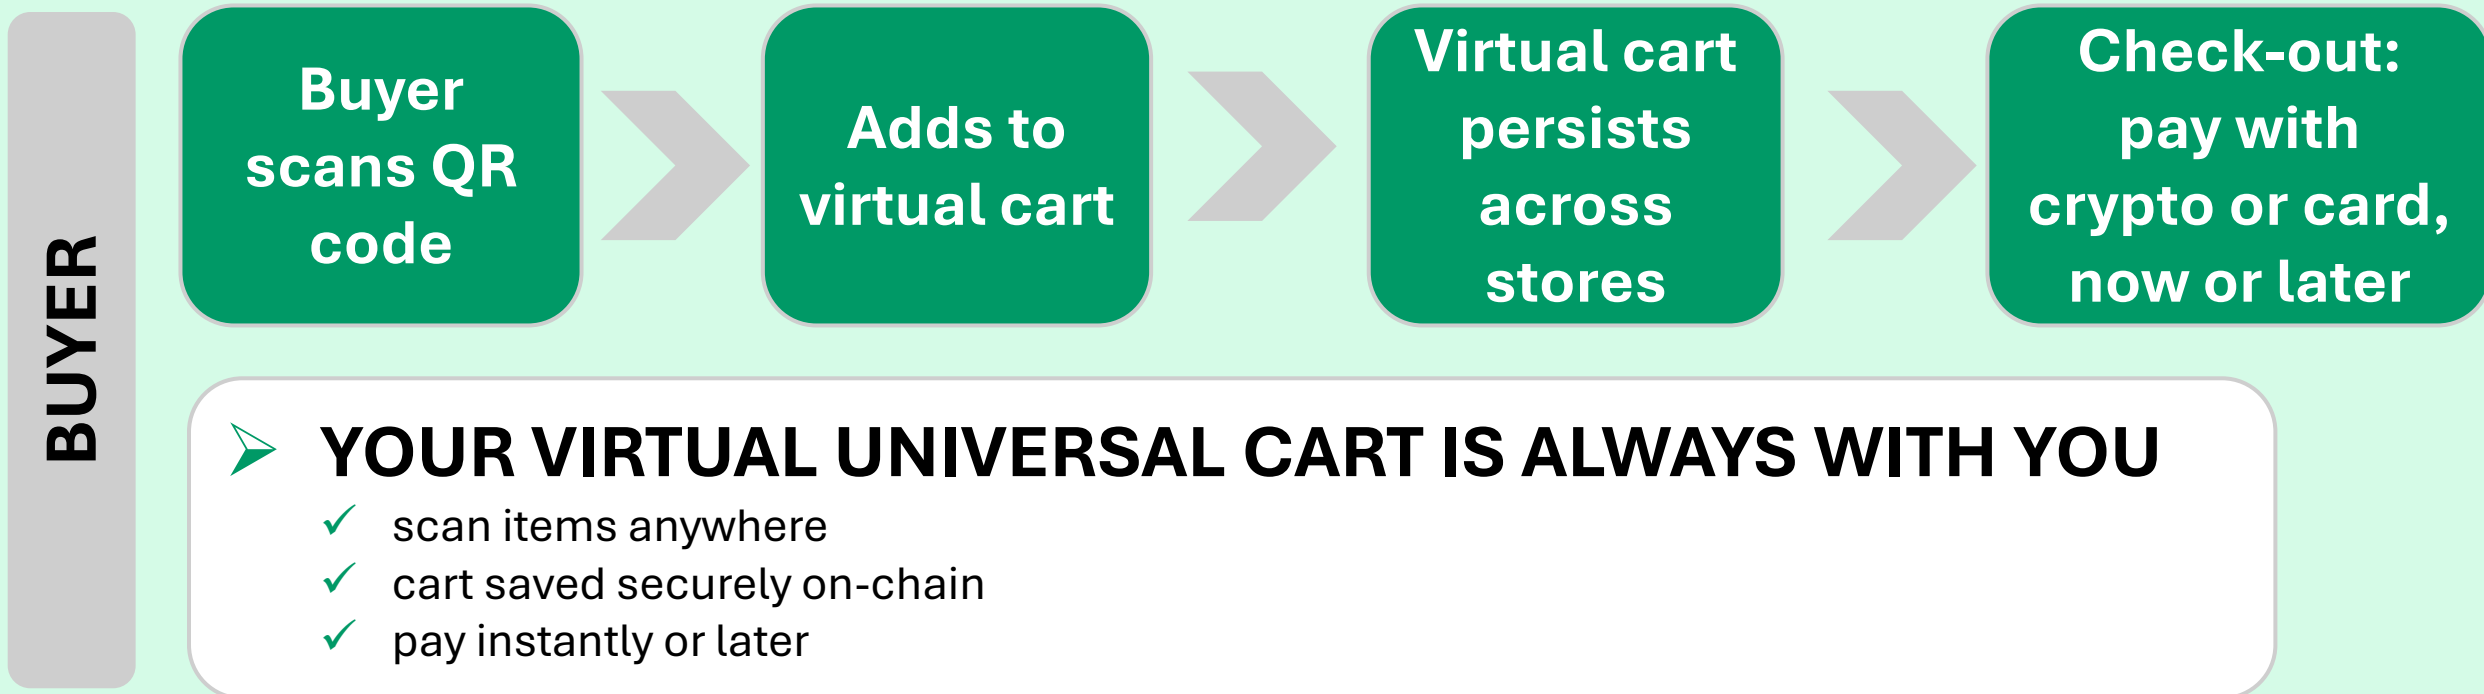 BUYER
Buyer
scans QR
code
Adds to
virtual cart
Virtual cart
persists
across
stores
Check-out:
pay with
crypto or card,
now or later
YOUR VIRTUAL UNIVERSAL CART IS ALWAYS WITH YOU
scan items anywhere
cart saved securely on-chain
pay instantly or later